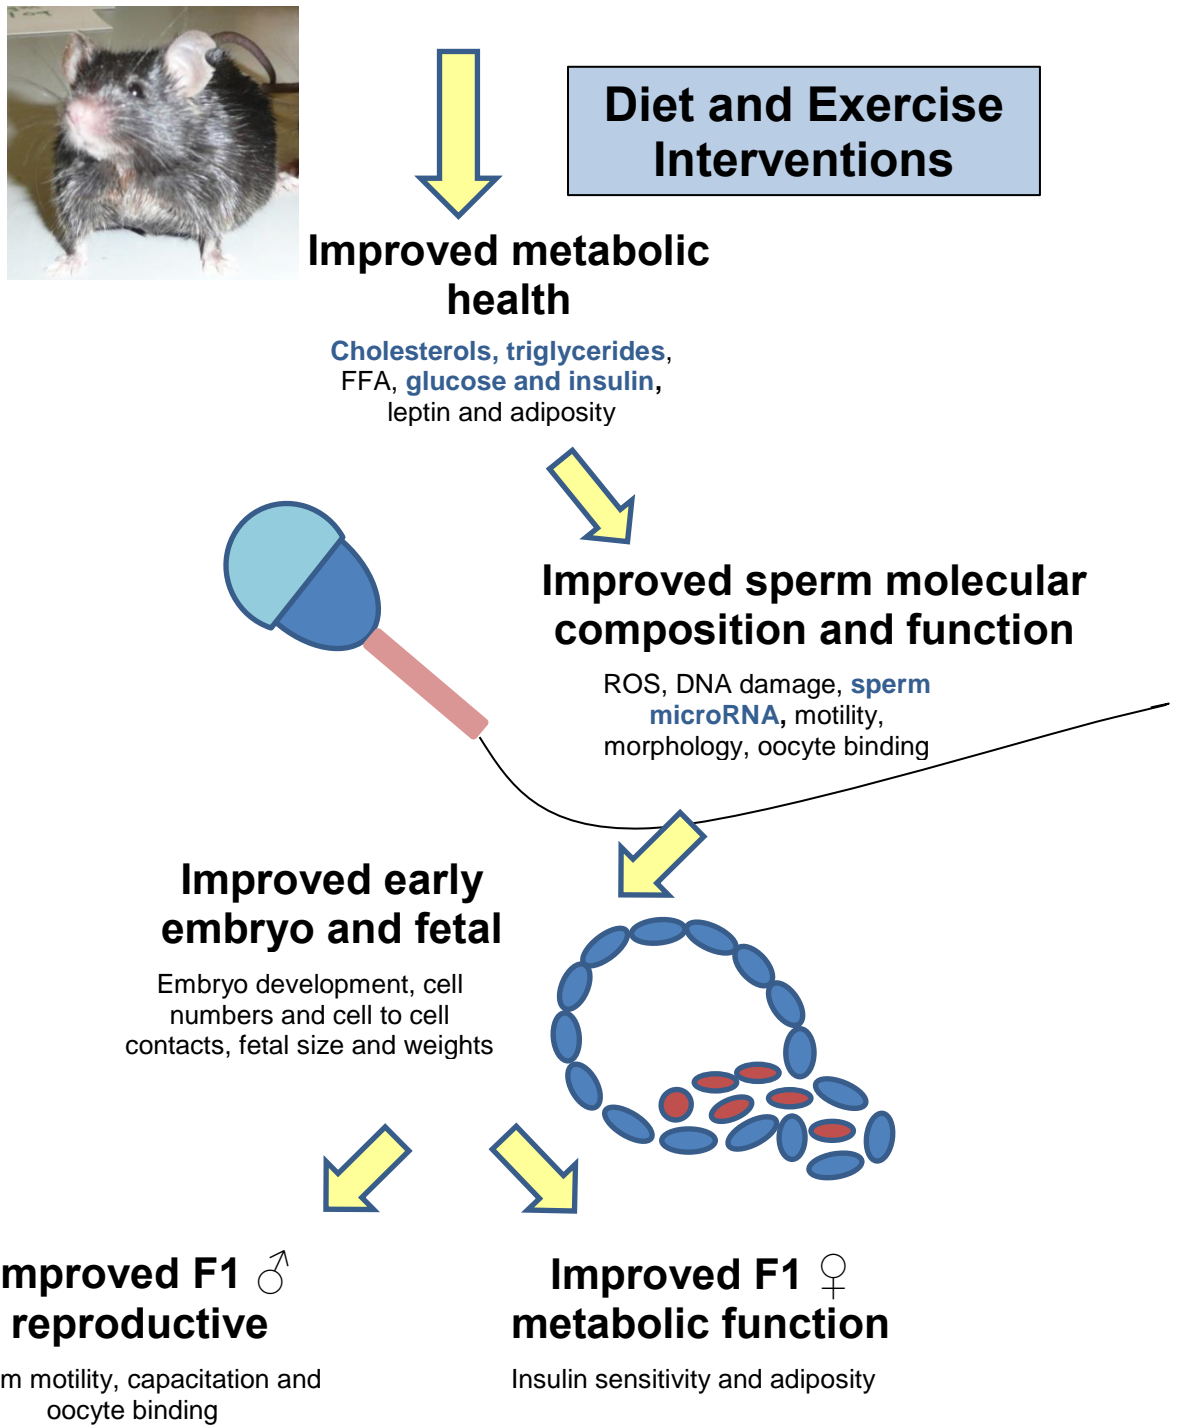 Diet and Exercise
Interventions
Improved metabolic
health
Cholesterols, triglycerides,
FFA, glucose and insulin,
leptin and adiposity
Improved sperm molecular
composition and function
ROS, DNA damage, sperm
microRNA, motility,
morphology, oocyte binding
Improved early
embryo and fetal
Embryo development, cell
numbers and cell to cell
contacts, fetal size and weights
mproved F1 ♂
reproductive
m motility, capacitation and
oocyte binding
Improved F1 ♀
metabolic function
Insulin sensitivity and adiposity